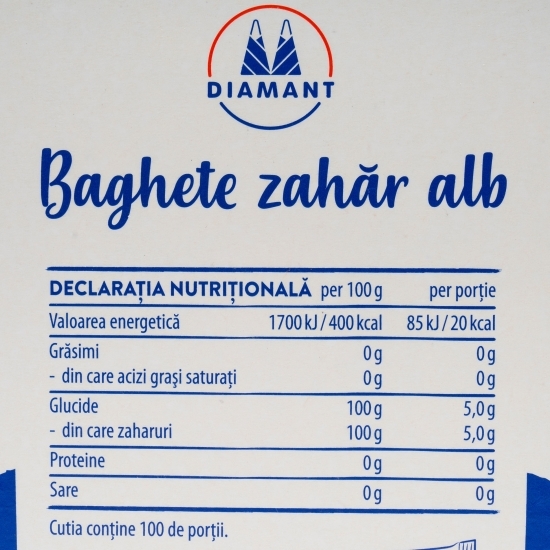 DIAMANT
Baghete zahăr alb
DECLARAȚIA NUTRIȚIONALĂ per 100 g per porție
Valoarea energetică 1700 kJ / 400 kcal 85 kJ / 20 kcal
Grăsimi 0 g 0 g
- din care acizi grași saturați 0 g 0 g
Glucide 100 g 5,0 g
- din care zaharuri 100 g 5,0 g
Proteine 0 g 0 g
Sare 0 g 0 g
Cutia conține 100 de porții.